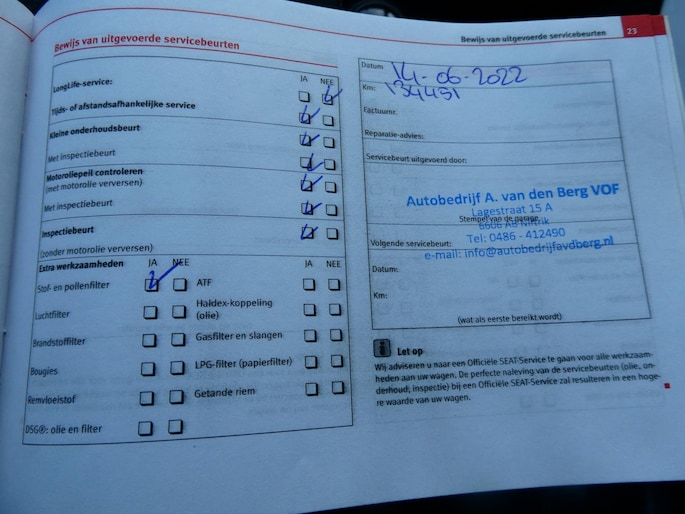 Bewijs van uitgevoerde servicebeurten
LongLife-service:
JA NEE
Tijds- of afstandsafhankelijke service
Kleine onderhoudsbeurt
Met inspectiebeurt
Motoroliepeil controleren
(met motorolie verversen)
Met inspectiebeurt
Inspectiebeurt
(zonder motorolie verversen)
Extra werkzaamheden JA NEE
JA NEE
Stof- en pollenfilter
ATF
Luchtfilter
Haldex-koppeling
(olie)
Brandstoffilter
Gasfilter en slangen
Bougies
LPG-filter (papierfilter)
Remvloeistof
Getande riem
DSG®: olie en filter
Bewijs van uitgevoerde servicebeurten 23
Datum: 14-06-2022
Km: 134451
Factuurnr.
Reparatie-advies:
Servicebeurt uitgevoerd door:
Autobedrijf A. van den Berg VOF
Lagestraat 15 A
Stempel van de garage
6606 AB Niftrik
Tel: 0486 - 412490
Volgende servicebeurt:
e-mail: info@autobedrijfavdberg.nl
Datum:
Km:
(wat als eerste bereikt wordt)
Let op
Wij adviseren u naar een Officiële SEAT-Service te gaan voor alle werkzaam-
heden aan uw wagen. De perfecte naleving van de servicebeurten (olie, on-
derhoud, inspectie) bij een Officiële SEAT-Service zal resulteren in een hoge-
re waarde van uw wagen.